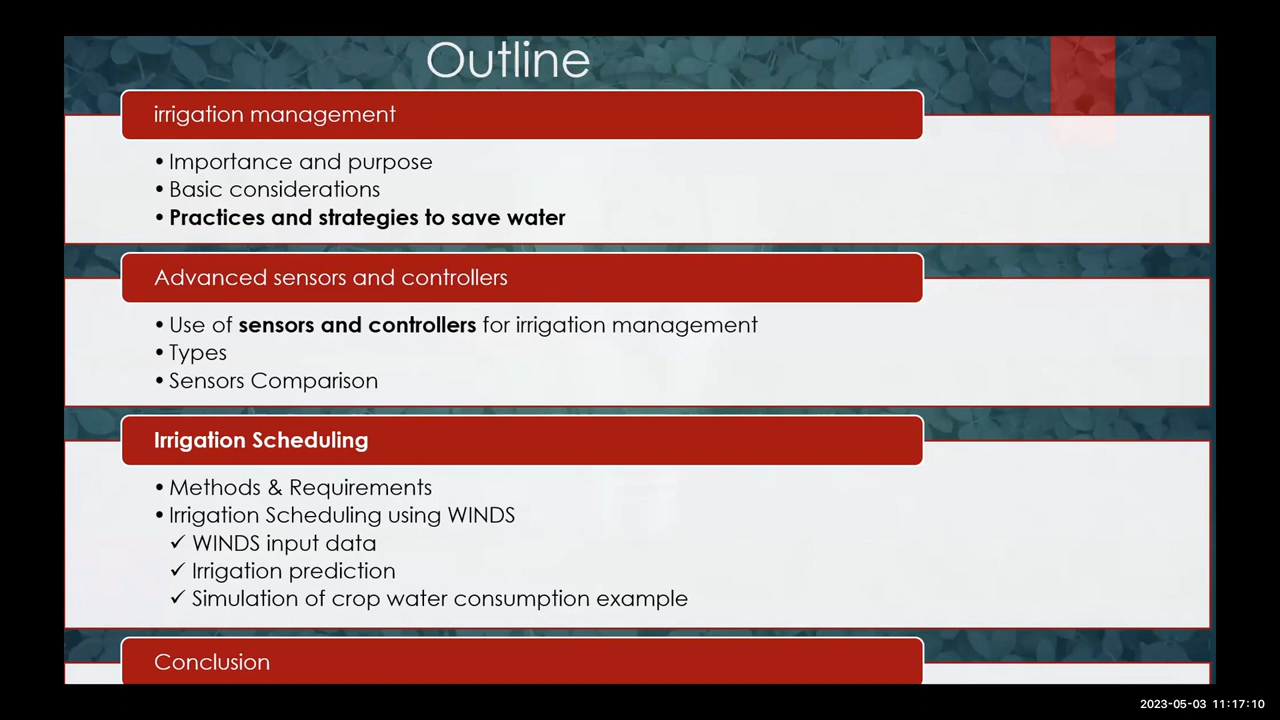 Outline
irrigation management
• Importance and purpose
• Basic considerations
• Practices and strategies to save water
Advanced sensors and controllers
• Use of sensors and controllers for irrigation management
• Types
• Sensors Comparison
Irrigation Scheduling
• Methods & Requirements
• Irrigation Scheduling using WINDS
✓ WINDS input data
✓ Irrigation prediction
✓ Simulation of crop water consumption example
Conclusion
2023-05-03 11:17:10